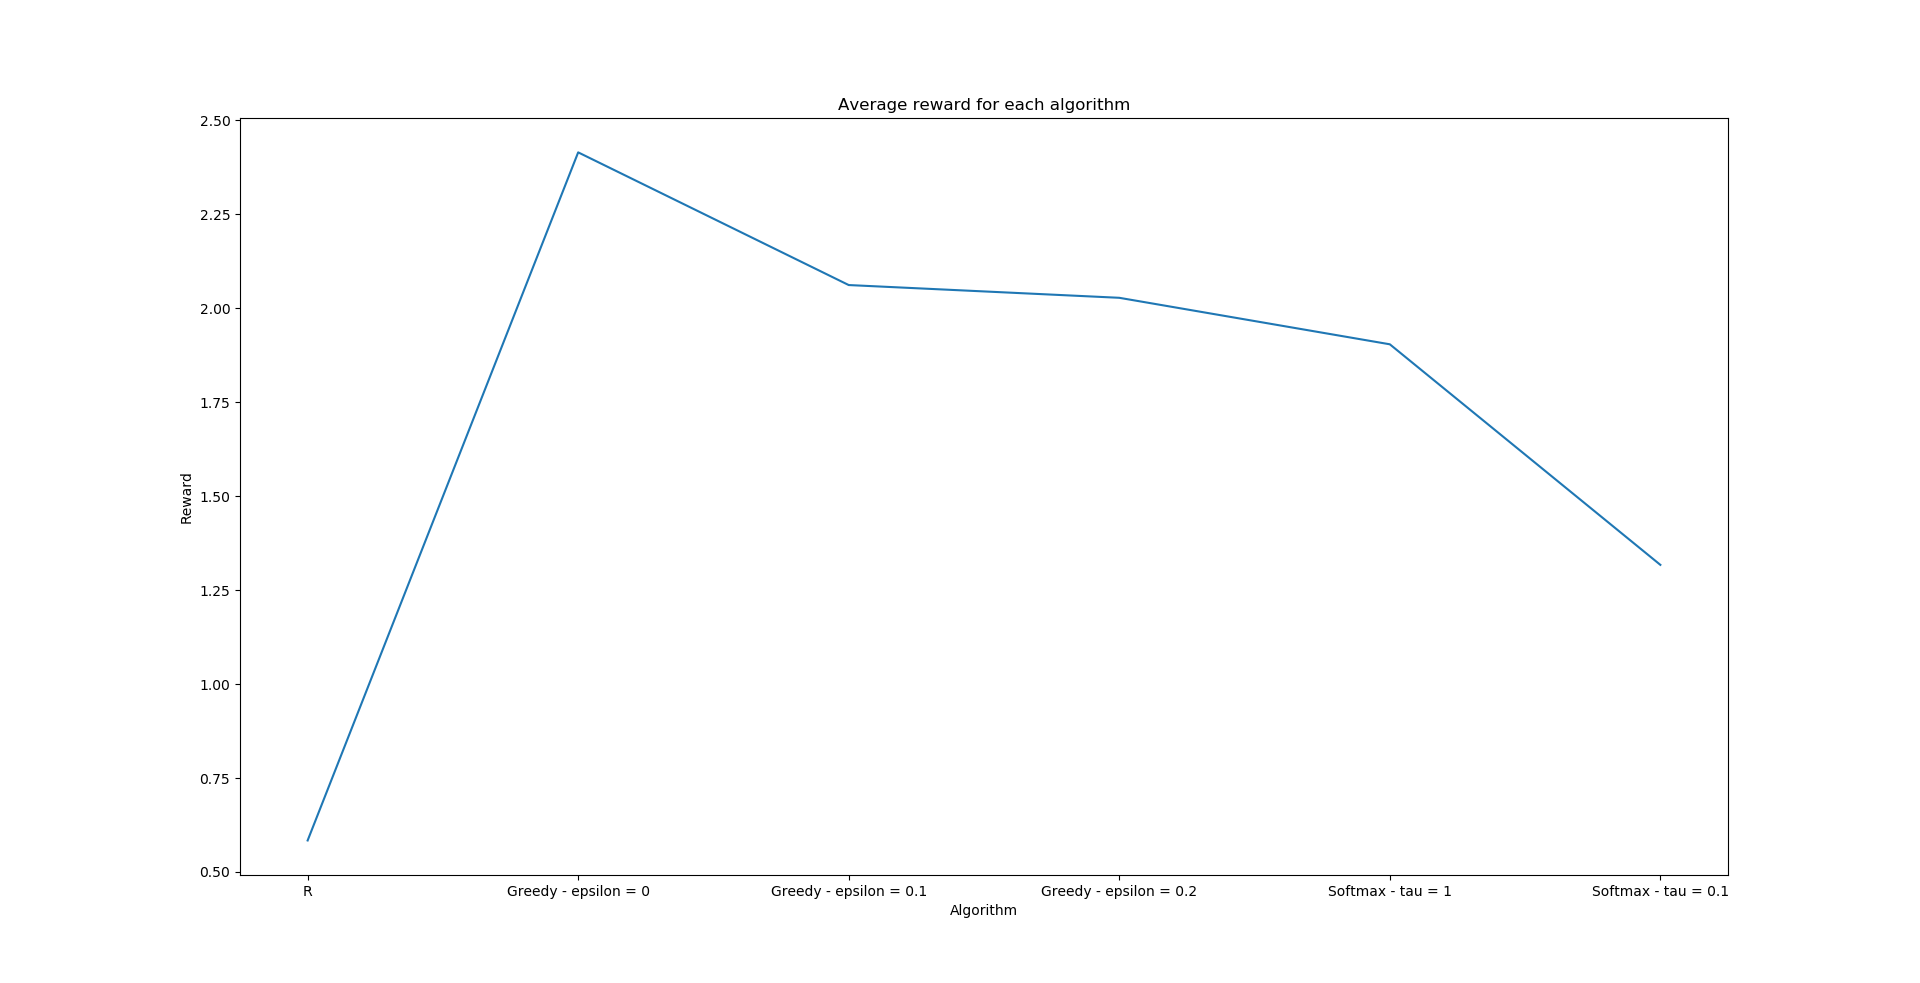 Average reward for each algorithm
2.50
2.25
2.00
1.75
1.50
1.25
1.00
0.75
0.50
Reward
R
Greedy - epsilon = 0
Greedy - epsilon = 0.1
Greedy - epsilon = 0.2
Softmax - tau = 1
Softmax - tau = 0.1
Algorithm